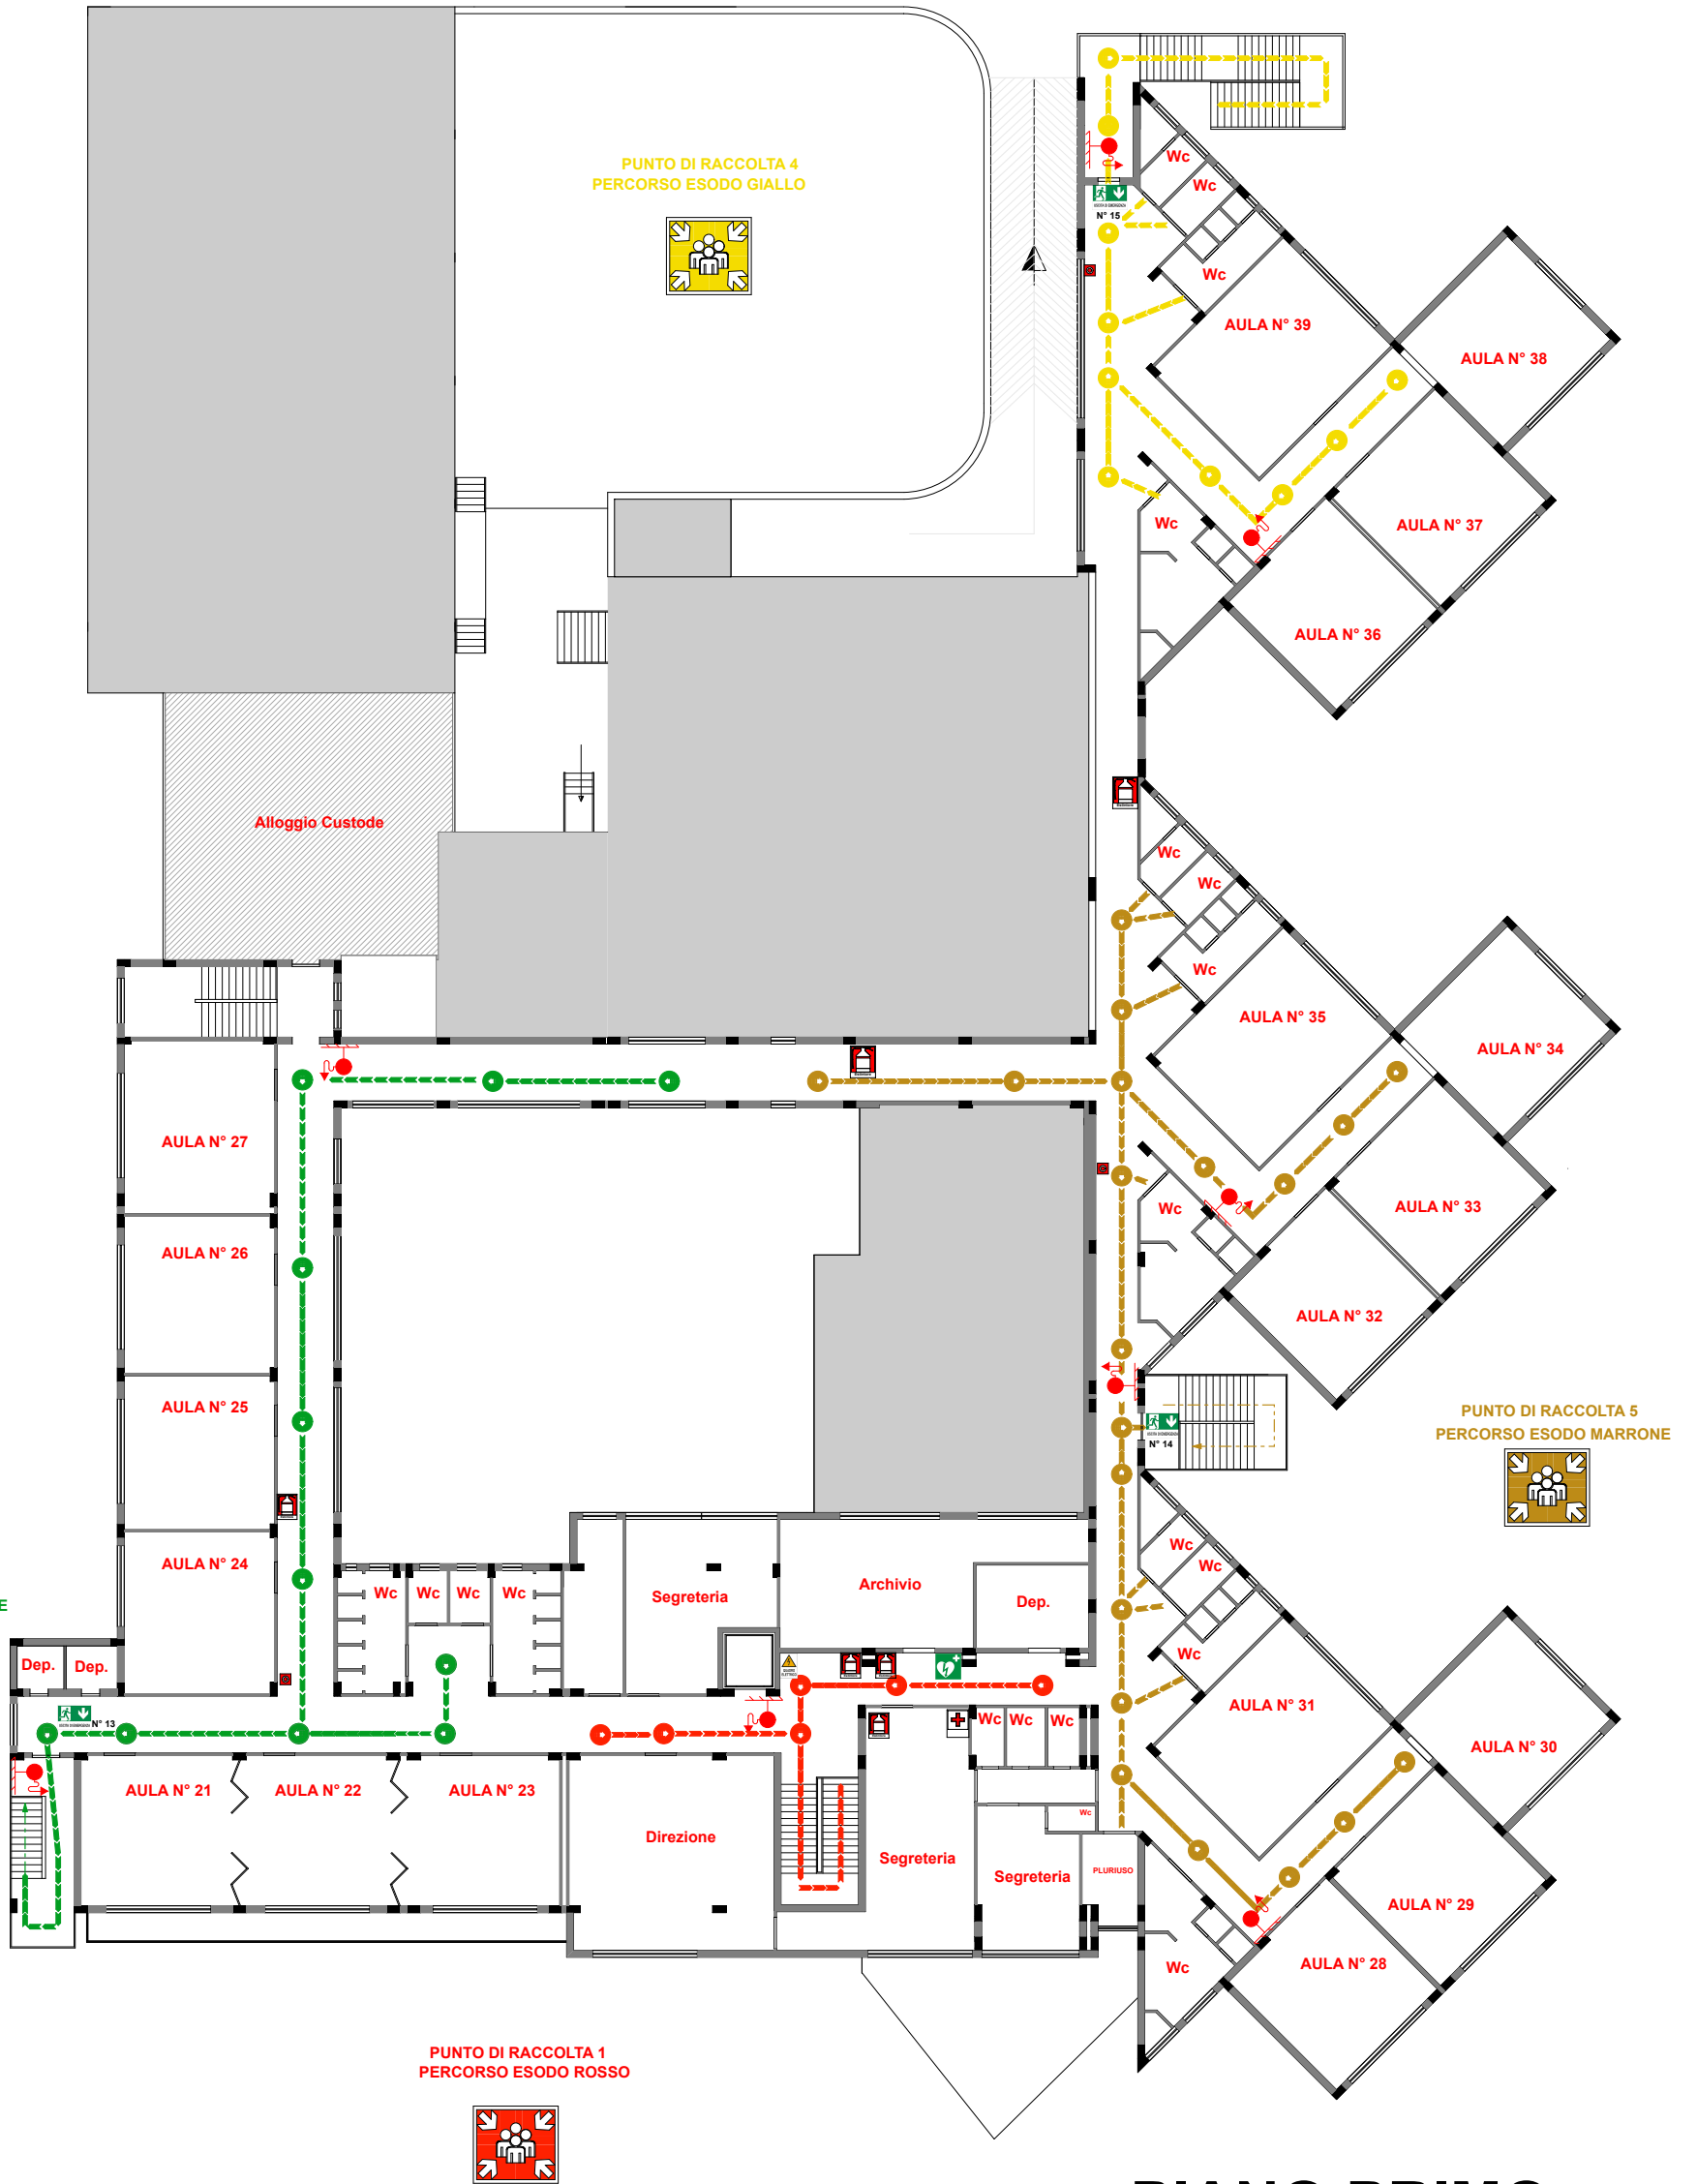 PUNTO DI RACCOLTA 4
PERCORSO ESODO GIALLO
Wc
Wc
N° 15
Wc
AULA N° 39
AULA N° 38
Wc
AULA N° 37
AULA N° 36
Alloggio Custode
Wc
Wc
Wc
AULA N° 35
AULA N° 34
AULA N° 27
Wc
AULA N° 33
AULA N° 26
AULA N° 32
AULA N° 25
PUNTO DI RACCOLTA 5
PERCORSO ESODO MARRONE
N° 14
Wc
Wc
AULA N° 24
Wc
Wc
Wc
Wc
Segreteria
Archivio
Dep.
E
Dep.
Dep.
Wc
AULA N° 31
N° 13
Wc
Wc
Wc
AULA N° 30
AULA N° 21
AULA N° 22
AULA N° 23
Wc
Direzione
Segreteria
Segreteria
PLURIUSO
AULA N° 29
AULA N° 28
Wc
PUNTO DI RACCOLTA 1
PERCORSO ESODO ROSSO
PIANO PRIMO